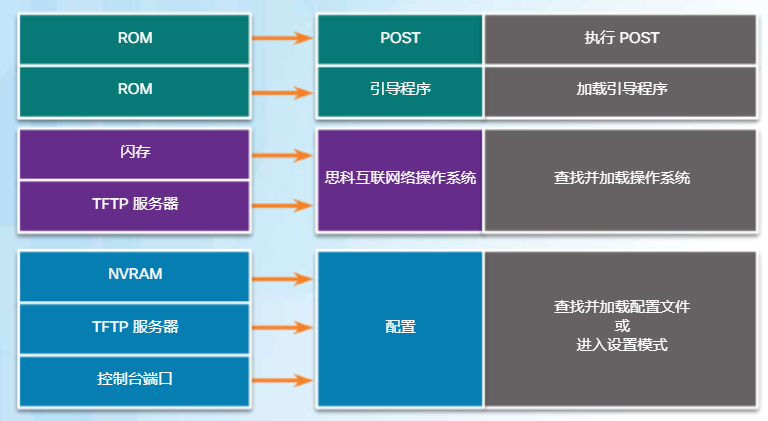 ROM
POST
执行 POST
ROM
引导程序
加载引导程序
闪存
TFTP 服务器
思科互联网络操作系统
查找并加载操作系统
NVRAM
TFTP 服务器
控制台端口
配置
查找并加载配置文件
或
进入设置模式